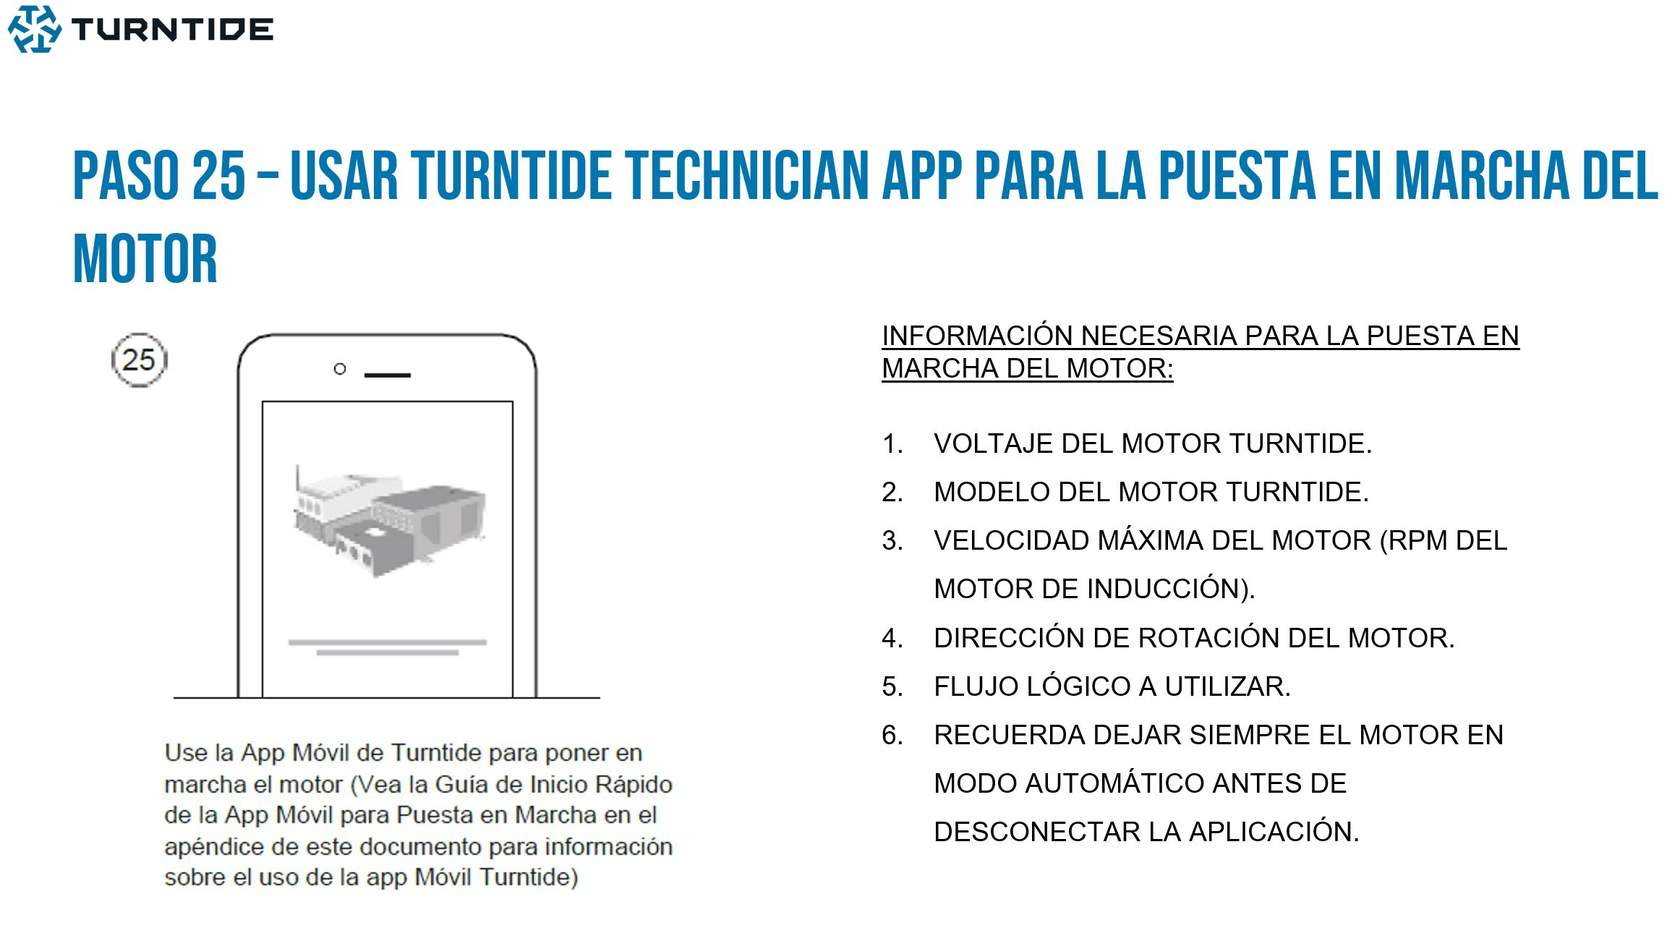 TURNTIDE
PASO 25 – USAR TURNTIDE TECHNICIAN APP PARA LA PUESTA EN MARCHA DEL
MOTOR
25
Use la App Móvil de Turntide para poner en
marcha el motor (Vea la Guía de Inicio Rápido
de la App Móvil para Puesta en Marcha en el
apéndice de este documento para información
sobre el uso de la app Móvil Turntide)
INFORMACIÓN NECESARIA PARA LA PUESTA EN
MARCHA DEL MOTOR:
1. VOLTAJE DEL MOTOR TURNTIDE.
2. MODELO DEL MOTOR TURNTIDE.
3. VELOCIDAD MÁXIMA DEL MOTOR (RPM DEL
MOTOR DE INDUCCIÓN).
4. DIRECCIÓN DE ROTACIÓN DEL MOTOR.
5. FLUJO LÓGICO A UTILIZAR.
6. RECUERDA DEJAR SIEMPRE EL MOTOR EN
MODO AUTOMÁTICO ANTES DE
DESCONECTAR LA APLICACIÓN.